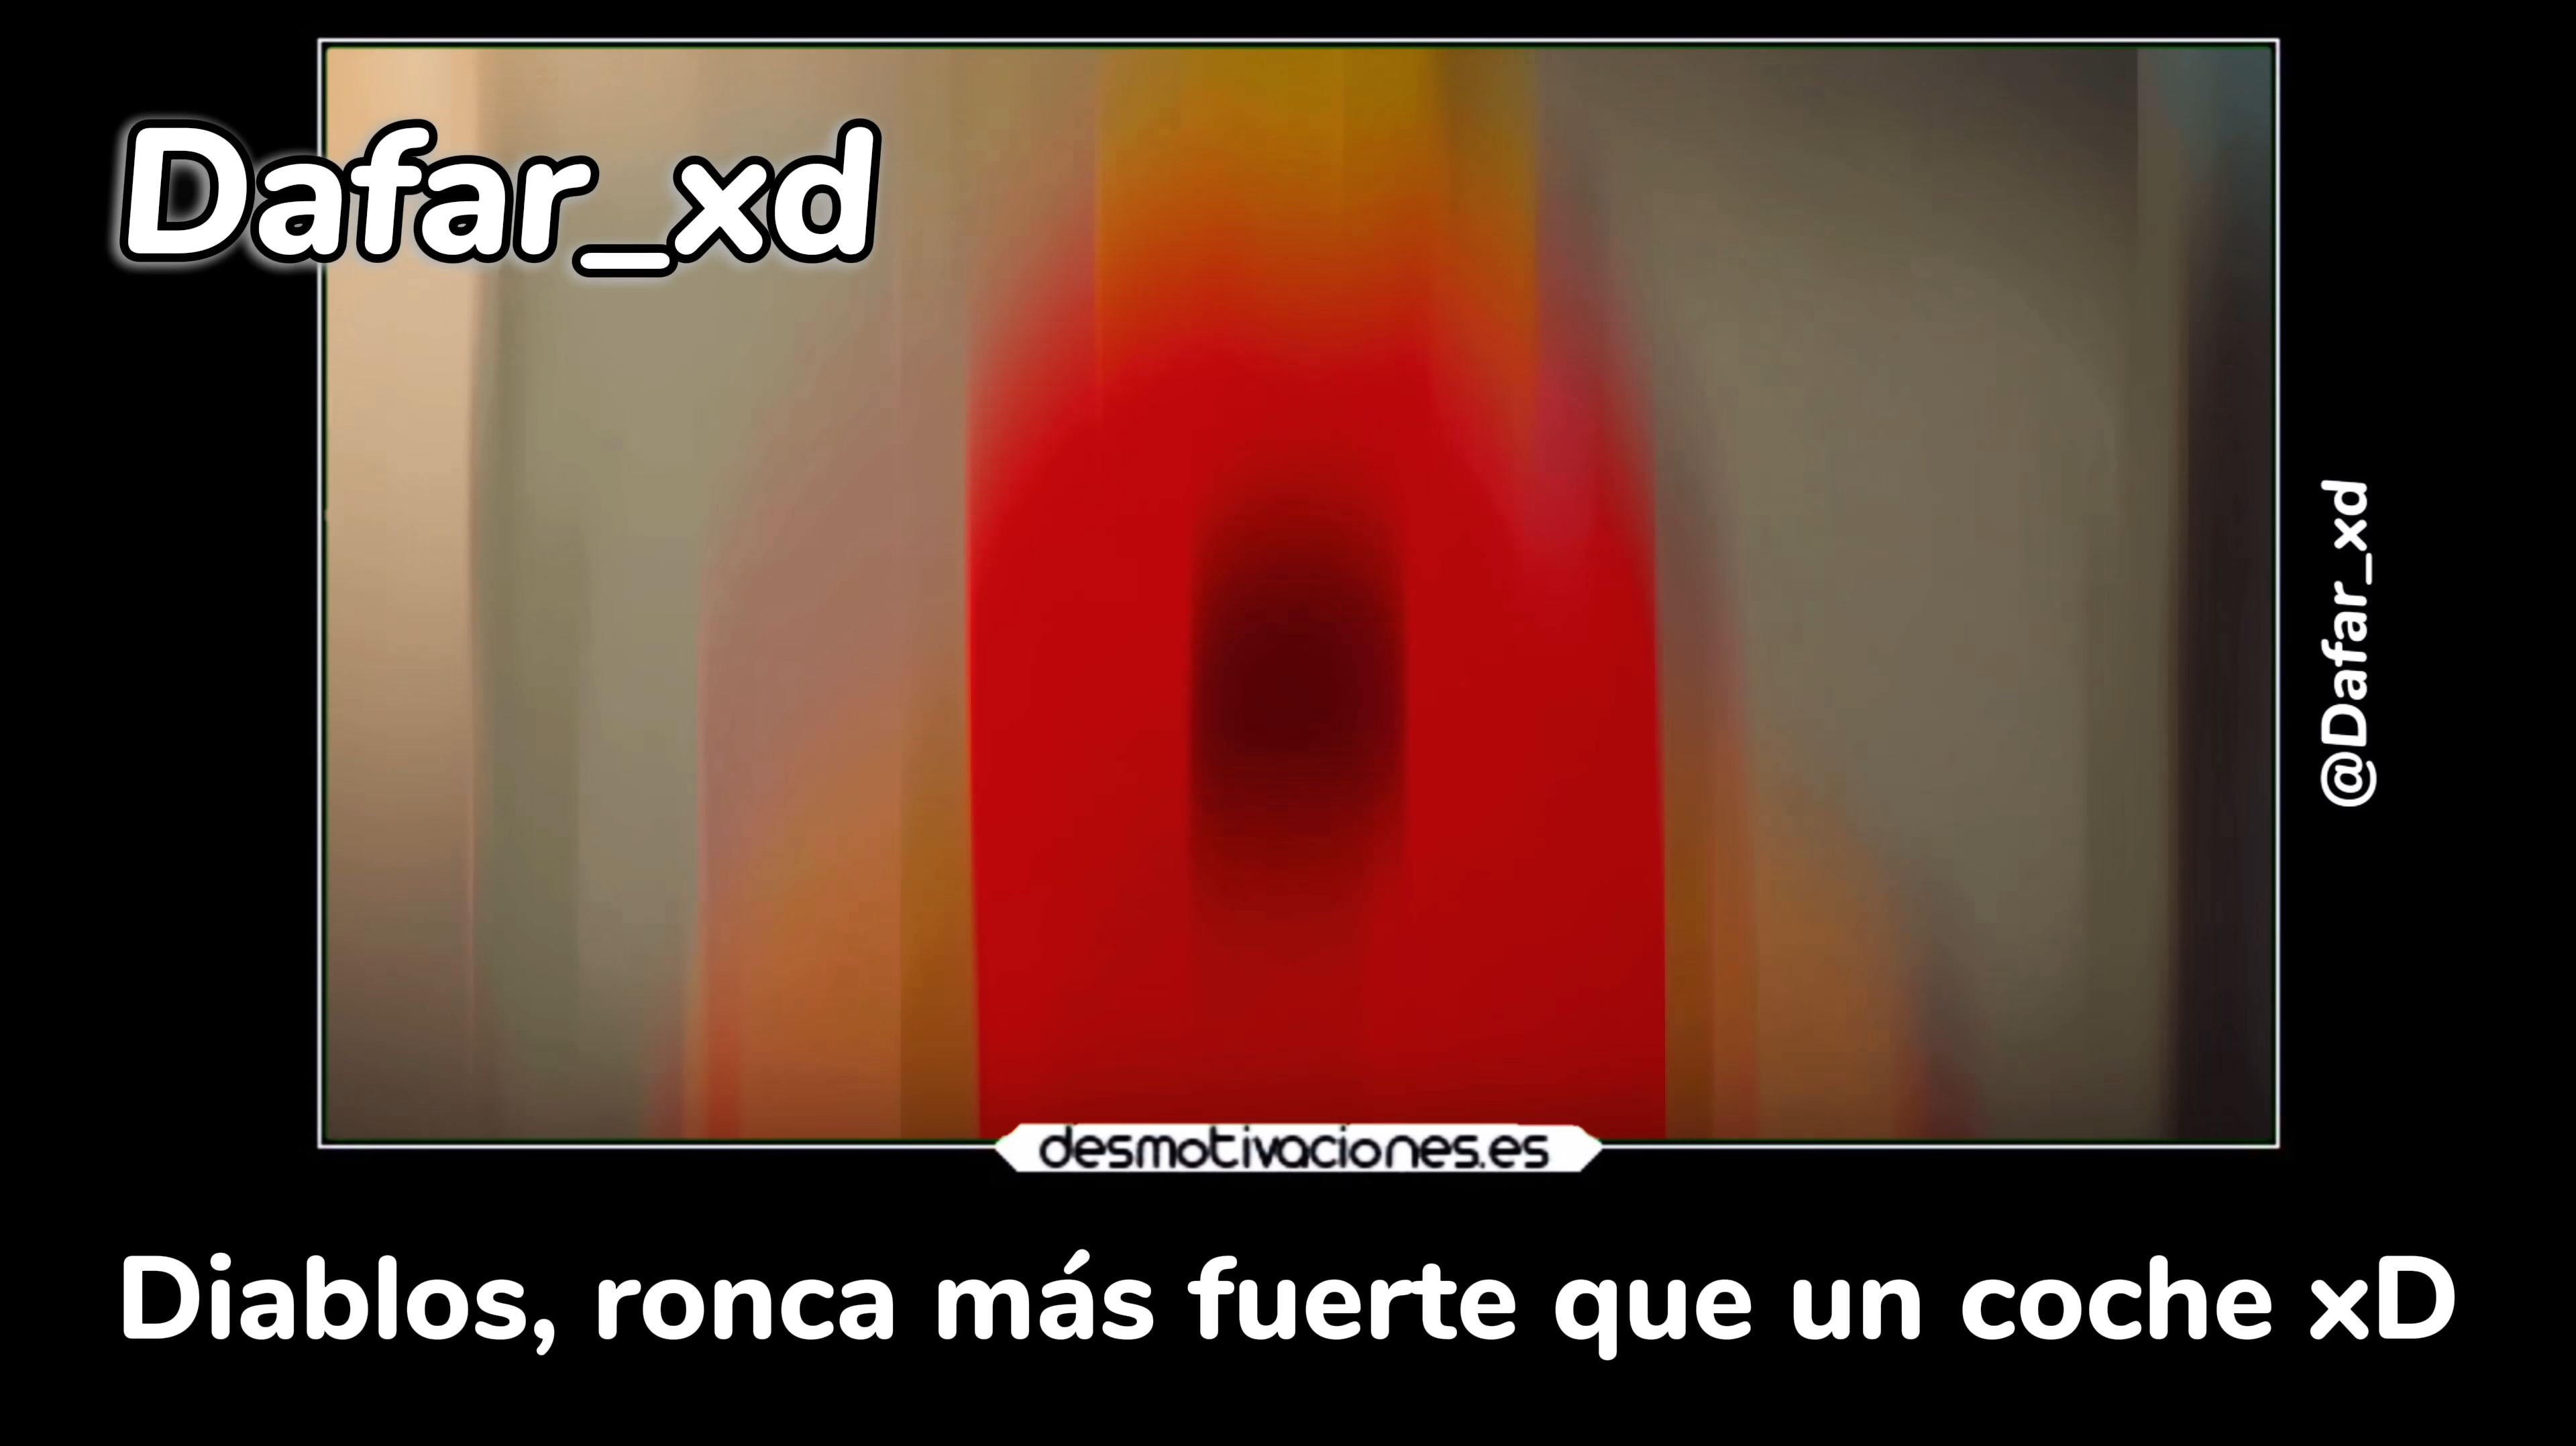 Dafar_xd
@Dafar_xd
desmotivaciones.es
Diablos, ronca más fuerte que un coche xD